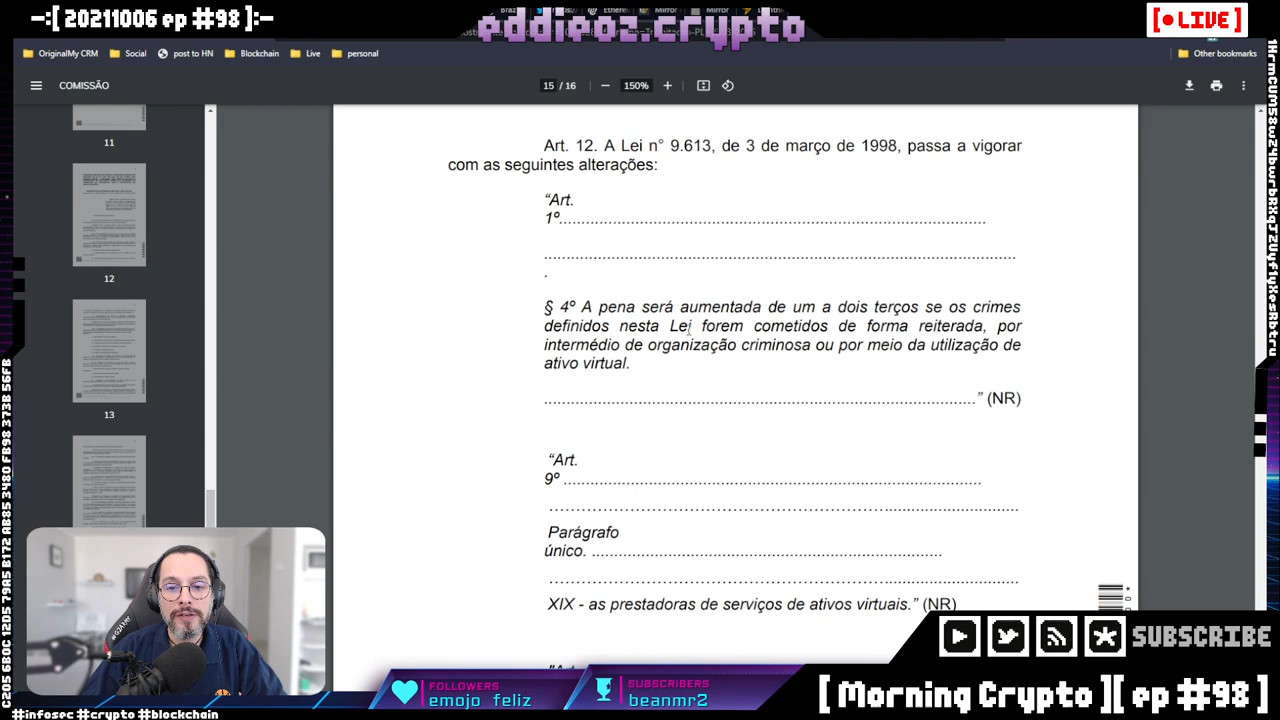 -:[ 20211006 ep #98 ]:-
eddieoz.crypto
[●LIVE]
OriginalMy CRM
Social
post to HN
Blockchain
Live
personal
Other bookmarks
COMISSÃO
15 / 16
150%
11
12
13
Art. 12. A Lei n° 9.613, de 3 de março de 1998, passa a vigorar
com as seguintes alterações:
“Art.
1º...............................................................................................
.........................................................................................................
.
§ 4º A pena será aumentada de um a dois terços se os crimes
definidos nesta Lei forem cometidos de forma reiterada, por
intermédio de organização criminosa ou por meio da utilização de
ativo virtual.
................................................................................................” (NR)
“Art.
9º .............................................................................................
.........................................................................................................
Parágrafo
único. ..............................................................................
.........................................................................................................
XIX - as prestadoras de serviços de ativos virtuais.” (NR)
“Art.
FOLLOWERS
emojo_feliz
SUBSCRIBERS
beanmr2
SUBSCRIBE
[ Morning Crypto ][ ep #98 ]
#infosec #crypto #blockchain